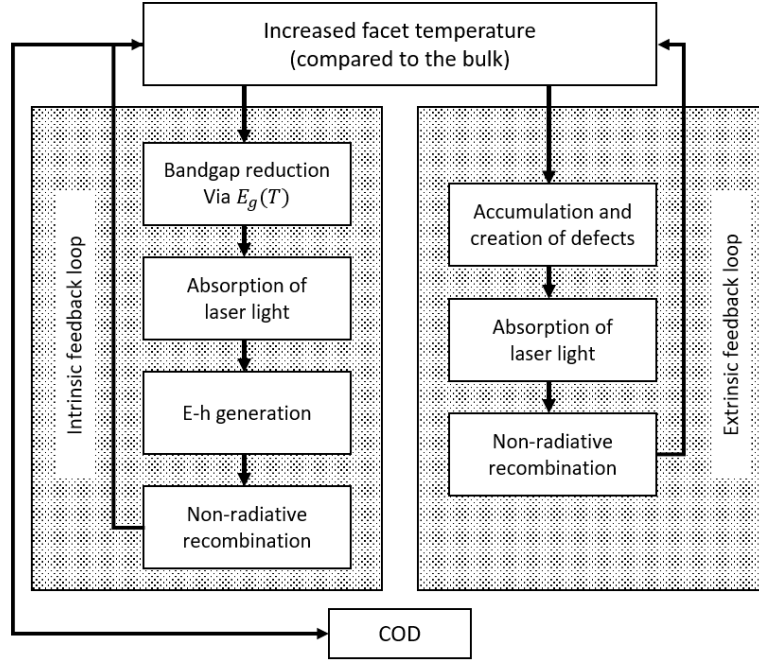 Increased facet temperature
(compared to the bulk)
Intrinsic feedback loop
Bandgap reduction
Via E_g(T)
Absorption of
laser light
E-h generation
Non-radiative
recombination
Accumulation and
creation of defects
Absorption of
laser light
Non-radiative
recombination
Extrinsic feedback loop
COD